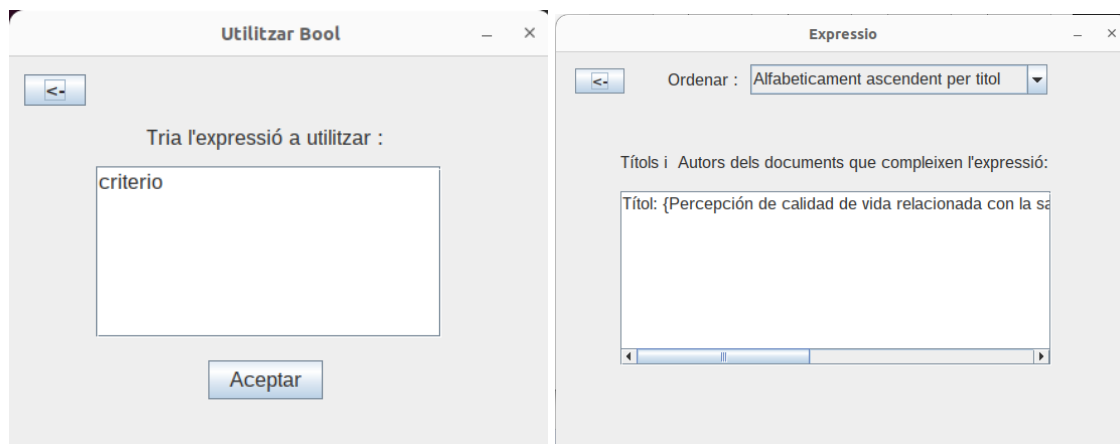 Utilitzar Bool
<-
Tria l'expressió a utilitzar :
criterio
Aceptar
Expressio
<-
Ordenar : Alfabeticament ascendent per titol
Títols i Autors dels documents que compleixen l'expressió:
Títol: {Percepción de calidad de vida relacionada con la sa